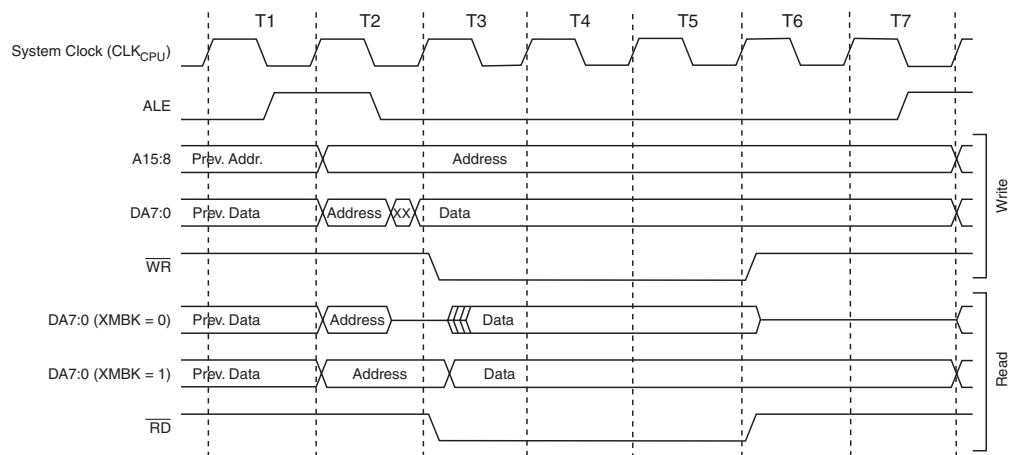 T1 T2 T3 T4 T5 T6 T7
System Clock (CLKCPU)
ALE
A15:8 Prev. Addr. Address
DA7:0 Prev. Data Address XX Data
WR
Write
DA7:0 (XMBK = 0) Prev. Data Address Data
DA7:0 (XMBK = 1) Prev. Data Address Data
RD
Read